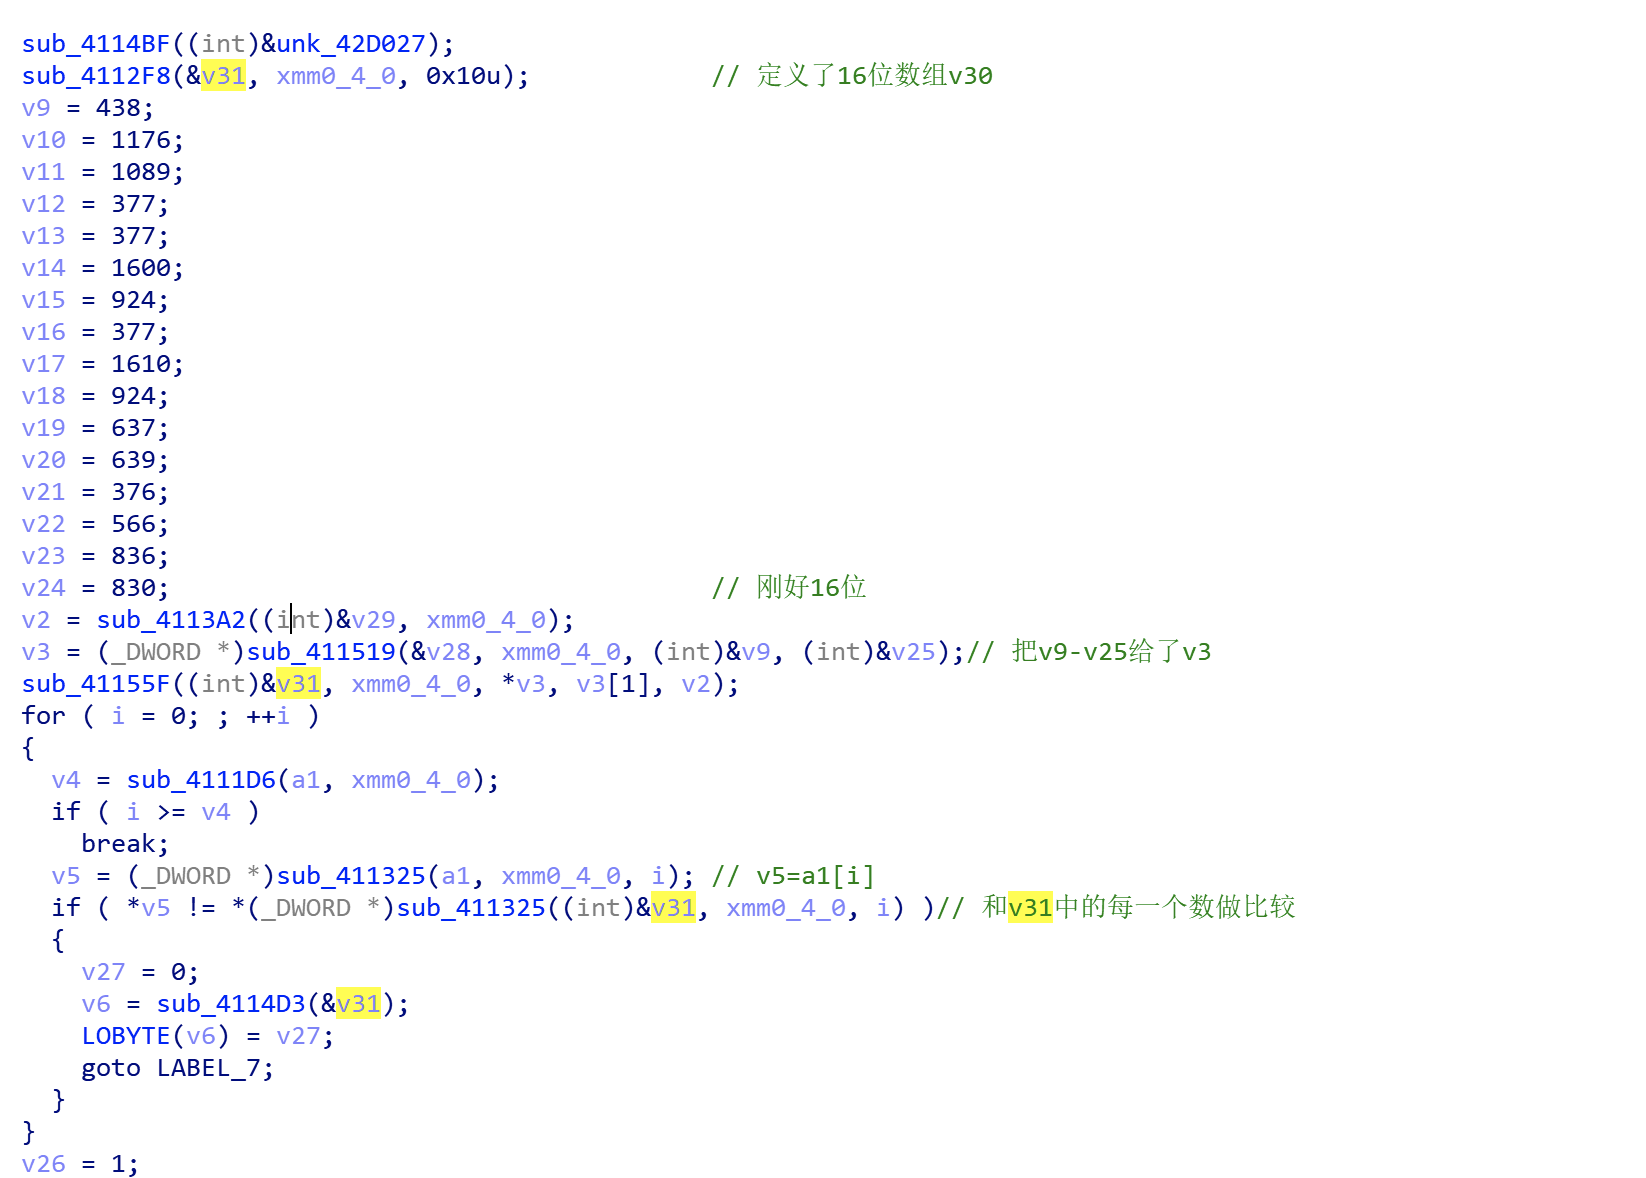 sub_4114BF((int)&unk_42D027);
sub_4112F8(&v31, xmm0_4_0, 0x10u);            // 定义了16位数组v30
v9 = 438;
v10 = 1176;
v11 = 1089;
v12 = 377;
v13 = 377;
v14 = 1600;
v15 = 924;
v16 = 377;
v17 = 1610;
v18 = 924;
v19 = 637;
v20 = 639;
v21 = 376;
v22 = 566;
v23 = 836;
v24 = 830;                                    // 刚好16位
v2 = sub_4113A2((int)&v29, xmm0_4_0);
v3 = (_DWORD *)sub_411519(&v28, xmm0_4_0, (int)&v9, (int)&v25);// 把v9-v25给了v3
sub_41155F((int)&v31, xmm0_4_0, *v3, v3[1], v2);
for ( i = 0; ; ++i )
{
  v4 = sub_4111D6(a1, xmm0_4_0);
  if ( i >= v4 )
    break;
  v5 = (_DWORD *)sub_411325(a1, xmm0_4_0, i); // v5=a1[i]
  if ( *v5 != *(_DWORD *)sub_411325((int)&v31, xmm0_4_0, i) )// 和v31中的每一个数做比较
  {
    v27 = 0;
    v6 = sub_4114D3(&v31);
    LOBYTE(v6) = v27;
    goto LABEL_7;
  }
}
v26 = 1;